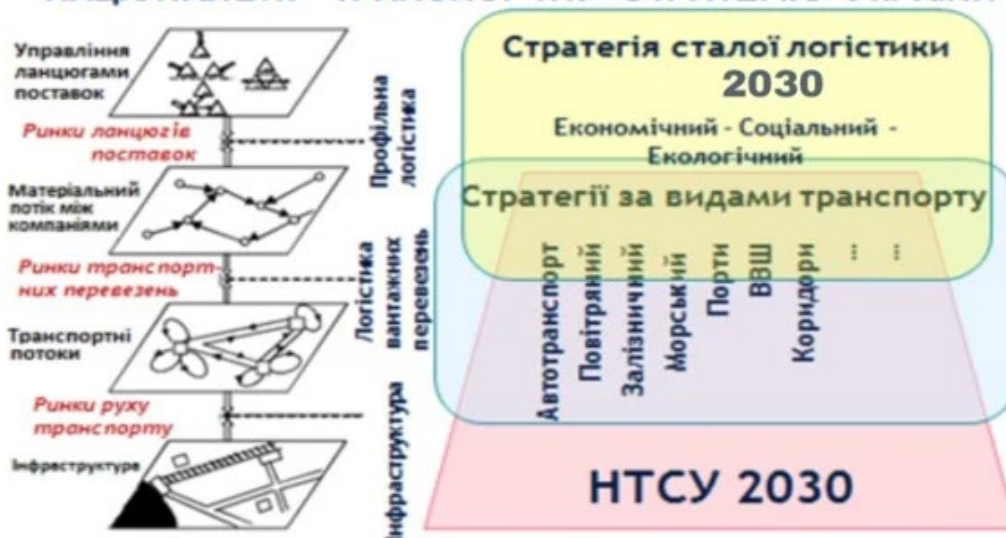 Управління
ланцюгами
поставок
Ринки ланцюгів
поставок
Матеріальний
потік між
компаніями
Ринки транспорт-
них перевезень
Транспортні
потоки
Ринки руху
транспорту
Інфраструктура
Профільна
логістика
Логістика
вантажних
перевезень
Інфраструктура
Стратегія сталої логістики
2030
Економічний - Соціальний -
Екологічний
Стратегії за видами транспорту
Автотранспорт
Повітряний
Залізничний
Морський
Порти
ВВШ
Коридори
...
...
НТСУ 2030